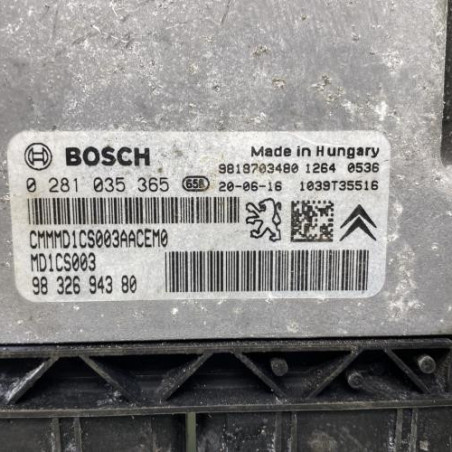 BOSCH
Made in Hungary
9819703480 1264 0536
0 281 035 365 658 20-06-16 1039T35516
CMMMD1CS003AACEM0
MD1CS003
98 326 943 80